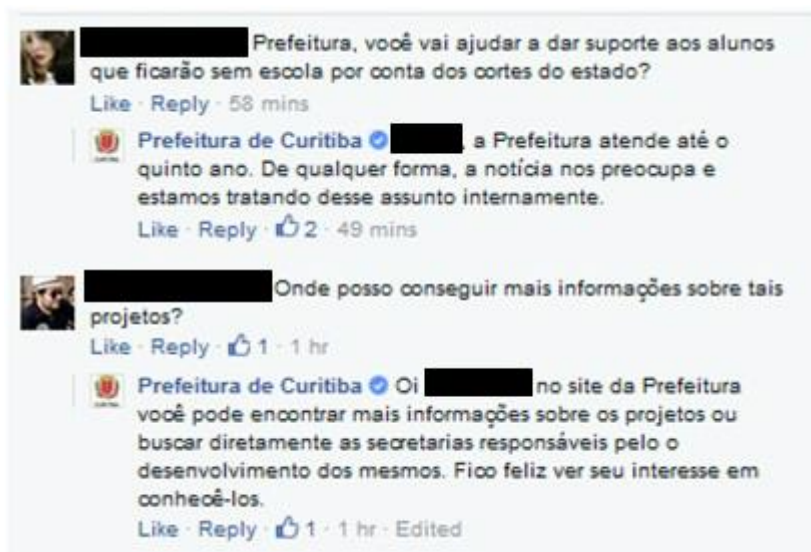 Prefeitura, você vai ajudar a dar suporte aos alunos
que ficarão sem escola por conta dos cortes do estado?
Like · Reply · 58 mins
Prefeitura de Curitiba , a Prefeitura atende até o
quinto ano. De qualquer forma, a notícia nos preocupa e
estamos tratando desse assunto internamente.
Like · Reply · 2 · 49 mins
Onde posso conseguir mais informações sobre tais
projetos?
Like · Reply · 1 · 1 hr
Prefeitura de Curitiba Oi no site da Prefeitura
você pode encontrar mais informações sobre os projetos ou
buscar diretamente as secretarias responsáveis pelo o
desenvolvimento dos mesmos. Fico feliz ver seu interesse em
conhecê-los.
Like · Reply · 1 · 1 hr · Edited